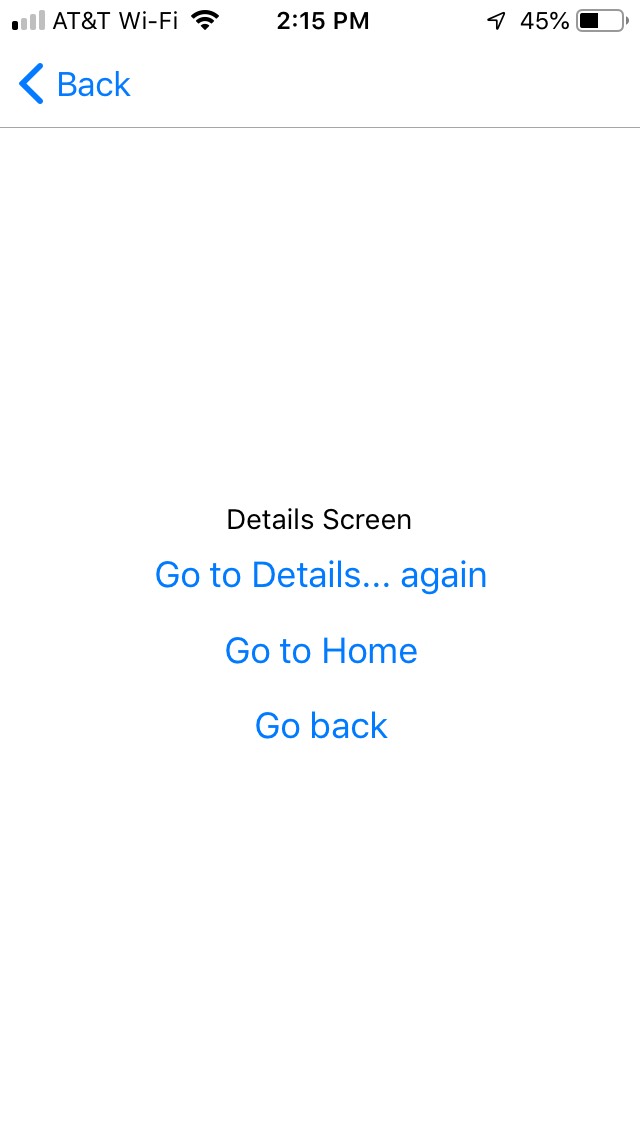 AT&T Wi-Fi 2:15 PM 45%
Back
Details Screen
Go to Details... again
Go to Home
Go back